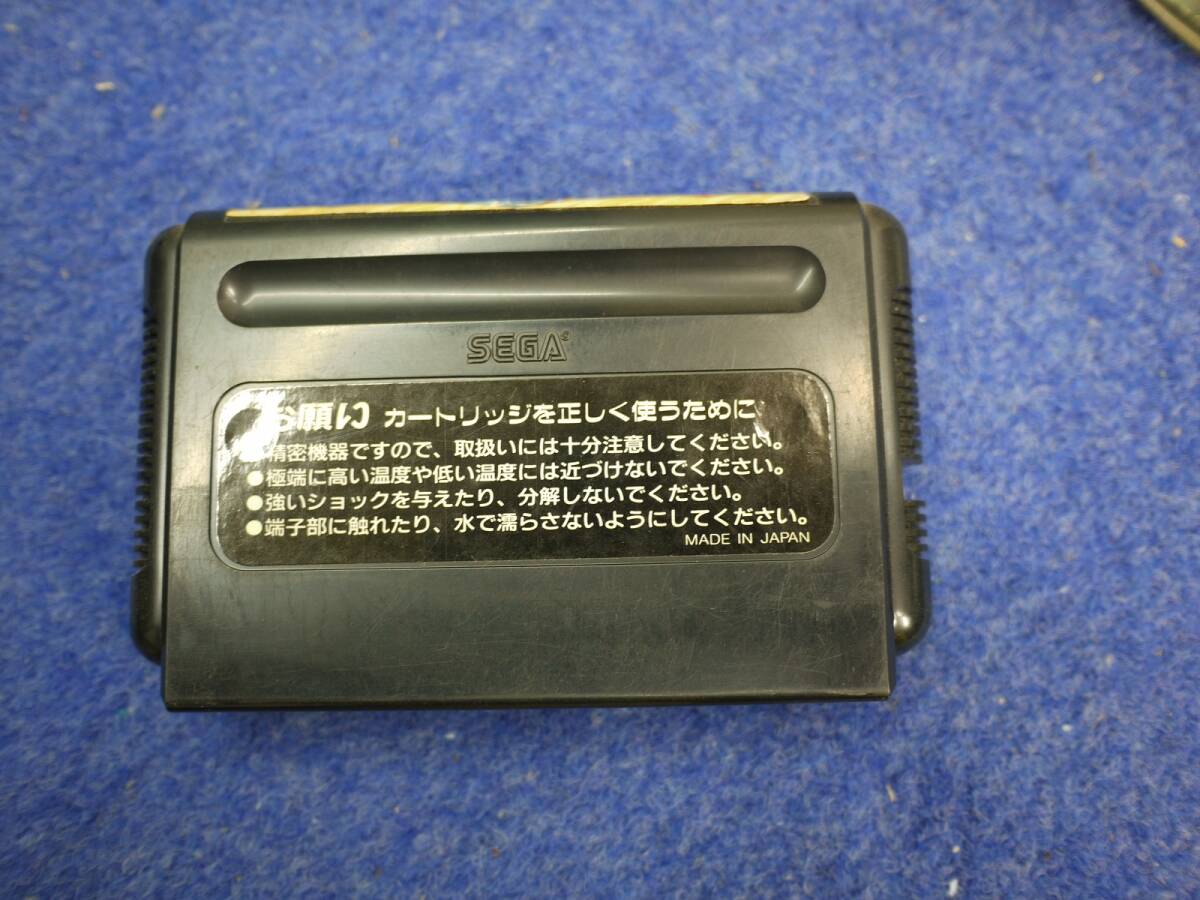 SEGA
お願い カートリッジを正しく使うために
●精密機器ですので、取扱いには十分注意してください。
●極端に高い温度や低い温度には近づけないでください。
●強いショックを与えたり、分解しないでください。
●端子部に触れたり、水で濡らさないようにしてください。
MADE IN JAPAN